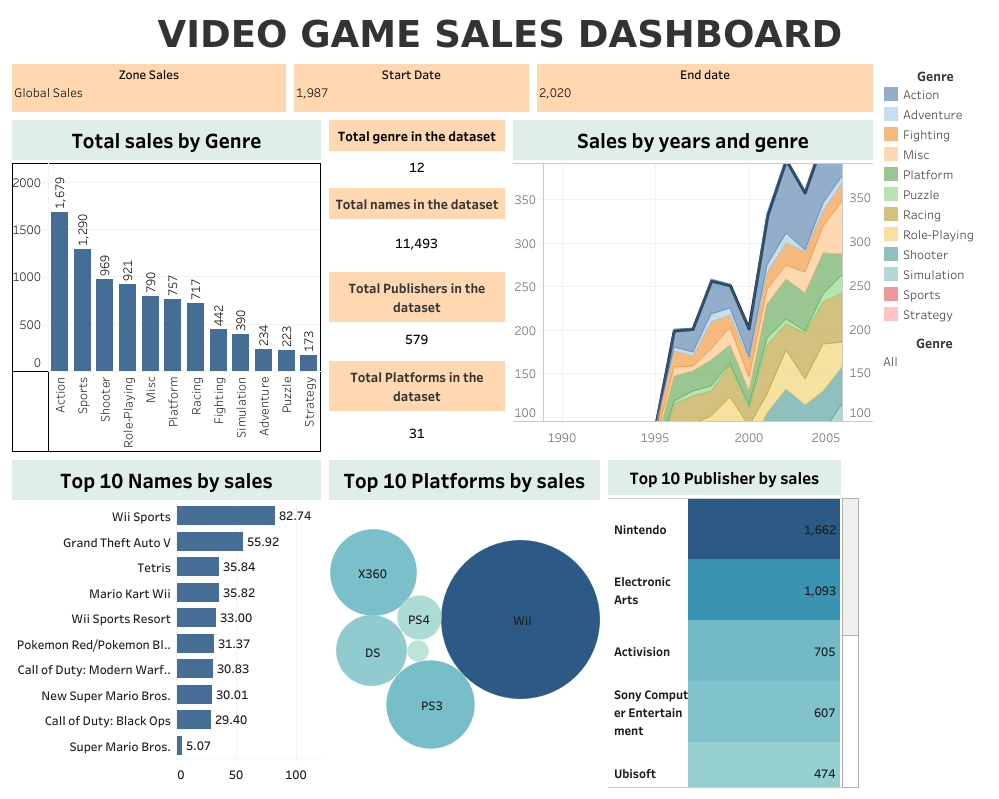 VIDEO GAME SALES DASHBOARD
Zone Sales
Global Sales
Start Date
1,987
End date
2,020
Genre
Action
Adventure
Fighting
Misc
Platform
Puzzle
Racing
Role-Playing
Shooter
Simulation
Sports
Strategy
Genre
All
Total sales by Genre
2000
1500
1000
500
0
1,679
1,290
969
921
790
757
717
442
390
234
223
173
Action
Sports
Shooter
Role-Playing
Misc
Platform
Racing
Fighting
Simulation
Adventure
Puzzle
Strategy
Total genre in the dataset
12
Total names in the dataset
11,493
Total Publishers in the
dataset
579
Total Platforms in the
dataset
31
Sales by years and genre
350
300
250
200
150
100
350
300
250
200
150
100
1990
1995
2000
2005
Top 10 Names by sales
Wii Sports 82.74
Grand Theft Auto V 55.92
Tetris 35.84
Mario Kart Wii 35.82
Wii Sports Resort 33.00
Pokemon Red/Pokemon Bl.. 31.37
Call of Duty: Modern Warf.. 30.83
New Super Mario Bros. 30.01
Call of Duty: Black Ops 29.40
Super Mario Bros. 5.07
0 50 100
Top 10 Platforms by sales
X360
PS4
Wii
DS
PS3
Top 10 Publisher by sales
Nintendo 1,662
Electronic
Arts 1,093
Activision 705
Sony Comput
er Entertain 607
ment
Ubisoft 474